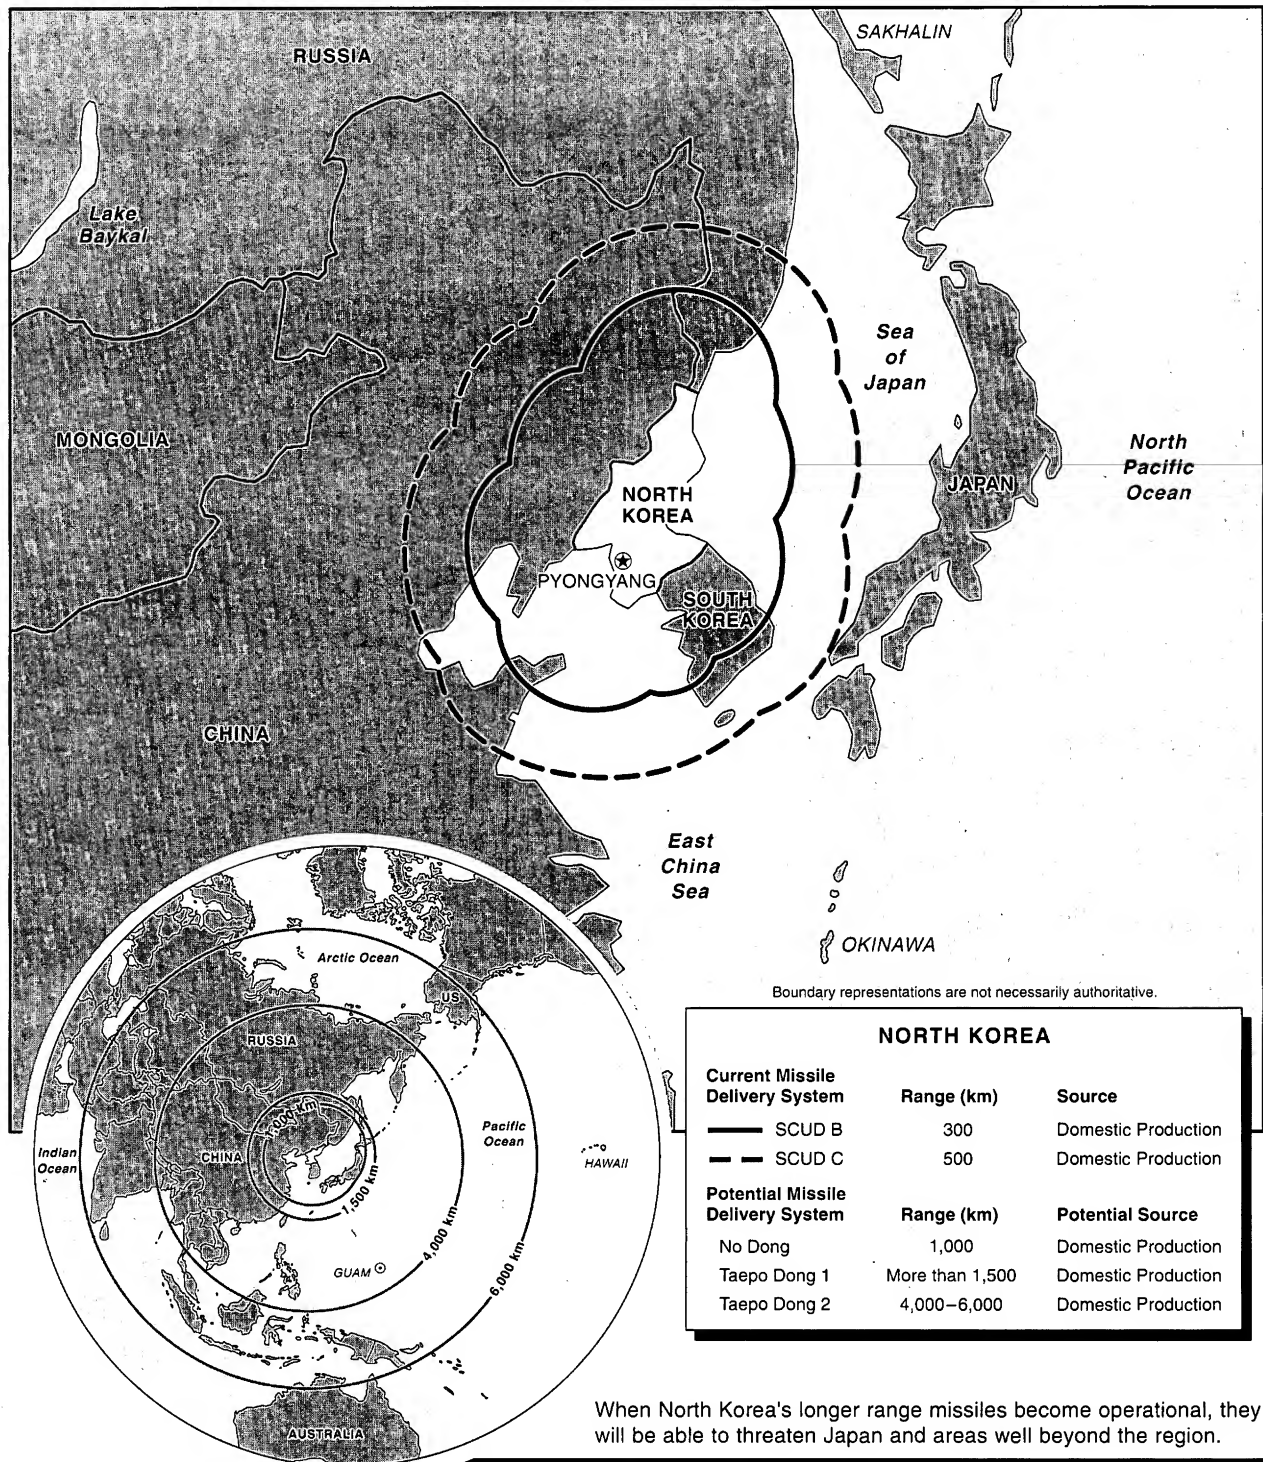 SAKHALIN
RUSSIA
Lake
Baykal
Sea
of
Japan
MONGOLIA
North
Pacific
Ocean
JAPAN
NORTH
KOREA
PYONGYANG
SOUTH
KOREA
CHINA
East
China
Sea
OKINAWA
Arctic Ocean
US
RUSSIA
1,000 Km
Pacific
Ocean
Indian
Ocean
CHINA
HAWAII
1,500 km
4,000 km
6,000 km
GUAM
AUSTRALIA
Boundary representations are not necessarily authoritative.
NORTH KOREA
Current Missile
Delivery System Range (km) Source
SCUD B 300 Domestic Production
SCUD C 500 Domestic Production
Potential Missile
Delivery System Range (km) Potential Source
No Dong 1,000 Domestic Production
Taepo Dong 1 More than 1,500 Domestic Production
Taepo Dong 2 4,000–6,000 Domestic Production
When North Korea's longer range missiles become operational, they
will be able to threaten Japan and areas well beyond the region.